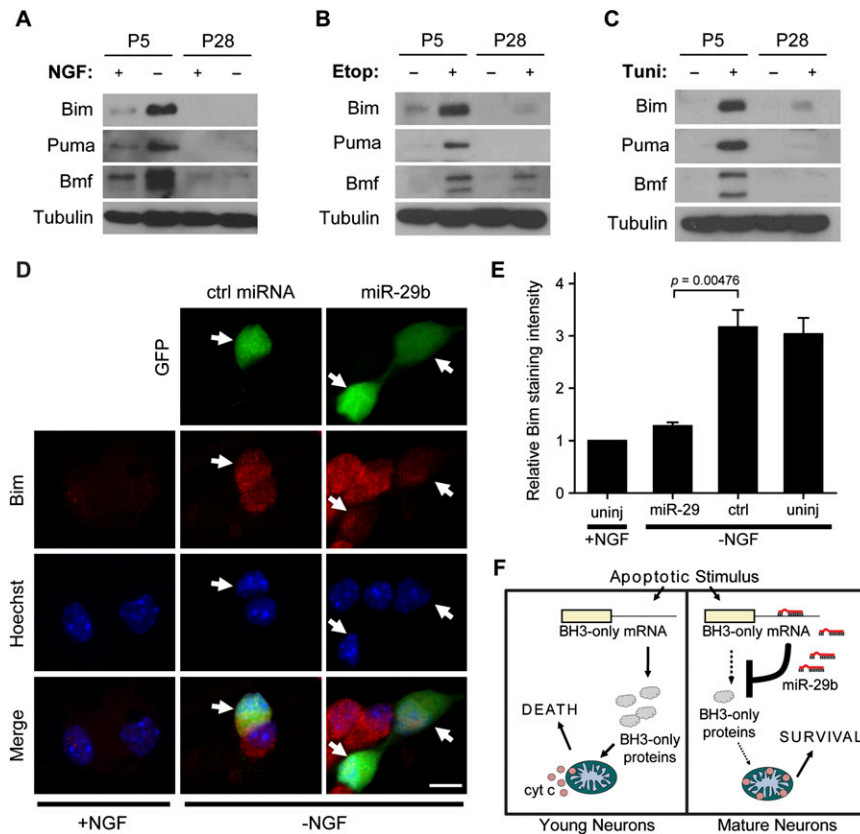 A
P5 P28
NGF: + – + –
Bim
Puma
Bmf
Tubulin
B
P5 P28
Etop: – + – +
Bim
Puma
Bmf
Tubulin
C
P5 P28
Tuni: – + – +
Bim
Puma
Bmf
Tubulin
D
ctrl miRNA miR-29b
GFP
Bim
Hoechst
Merge
+NGF -NGF
E
Relative Bim staining intensity
4
3
2
1
0
p = 0.00476
uninj miR-29 ctrl uninj
+NGF -NGF
F
Apoptotic Stimulus
BH3-only mRNA
DEATH
BH3-only
proteins
cyt c
Young Neurons
BH3-only mRNA
miR-29b
BH3-only
proteins
SURVIVAL
Mature Neurons